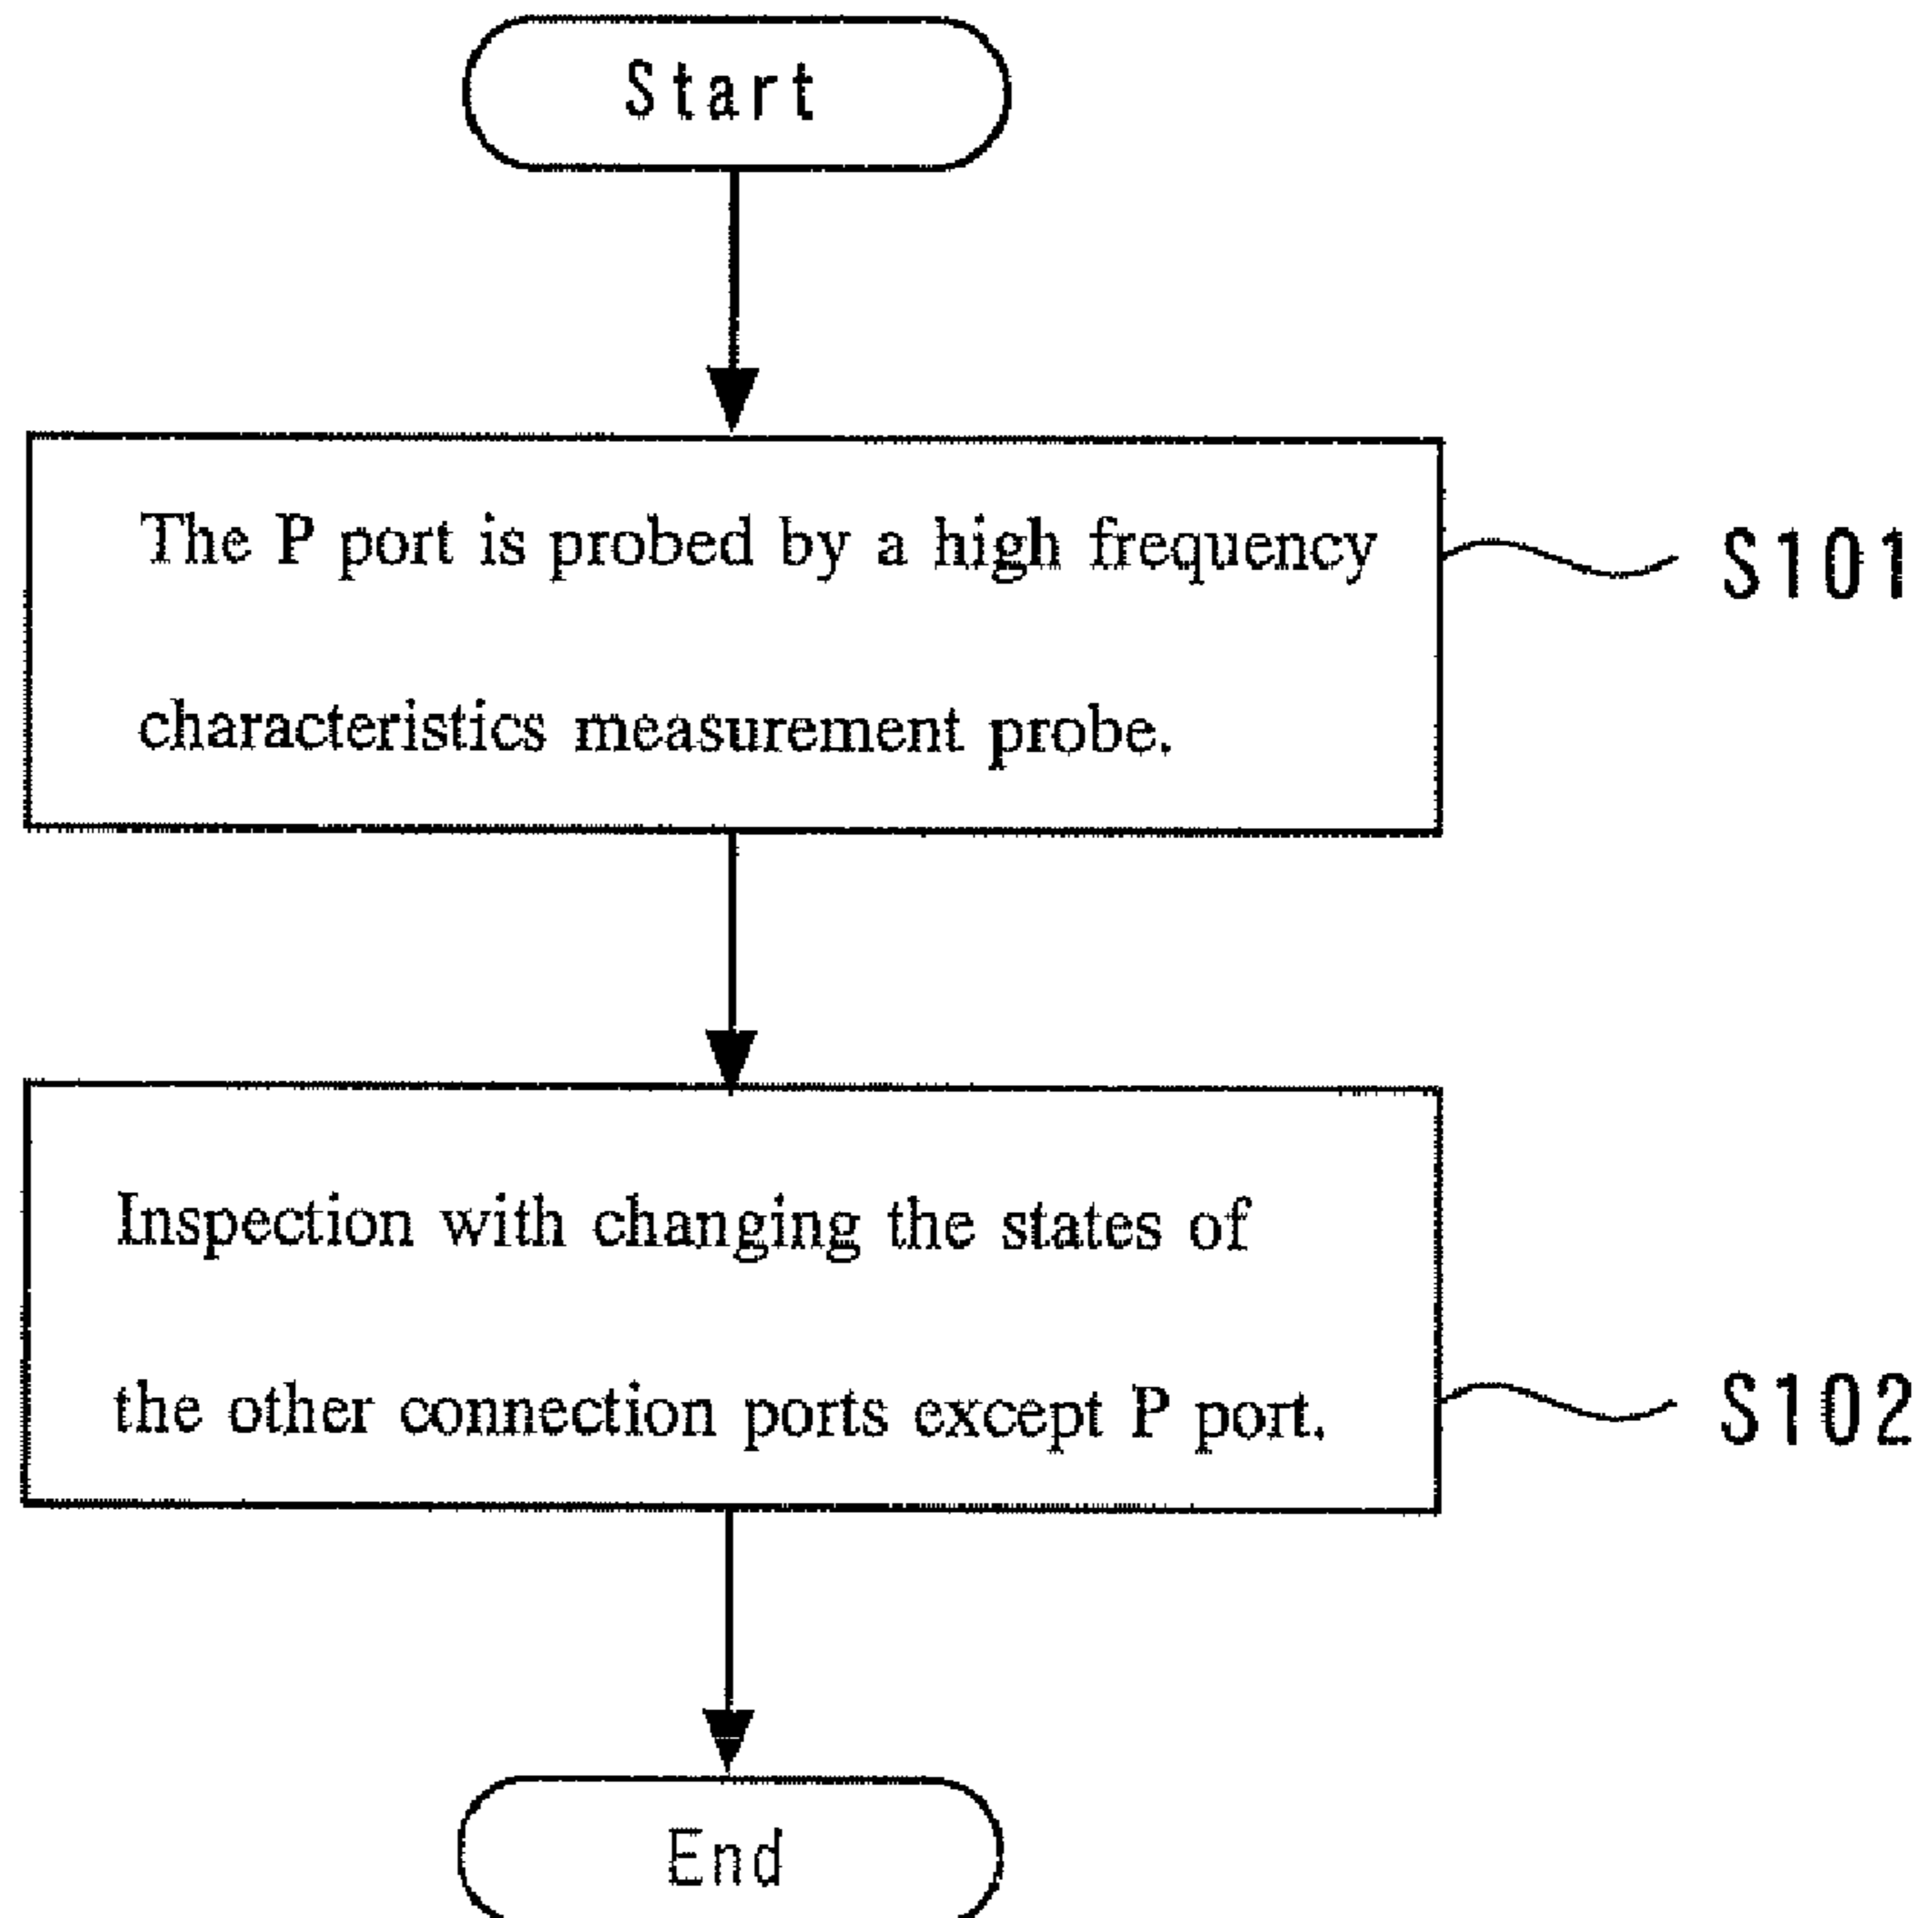 Start
The P port is probed by a high frequency
S101
characteristics measurement probe.
Inspection with changing the states of
the other connection ports except P port.
S102
End